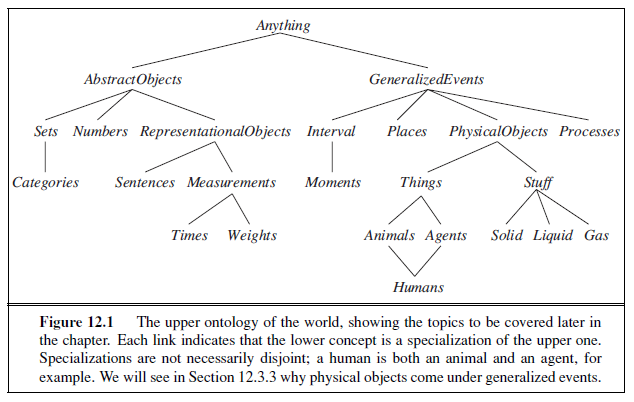 Anything
AbstractObjects GeneralizedEvents
Sets Numbers RepresentationalObjects Interval Places PhysicalObjects Processes
Categories Sentences Measurements Moments Things Stuff
Times Weights Animals Agents Solid Liquid Gas
Humans
Figure 12.1 The upper ontology of the world, showing the topics to be covered later in
the chapter. Each link indicates that the lower concept is a specialization of the upper one.
Specializations are not necessarily disjoint; a human is both an animal and an agent, for
example. We will see in Section 12.3.3 why physical objects come under generalized events.